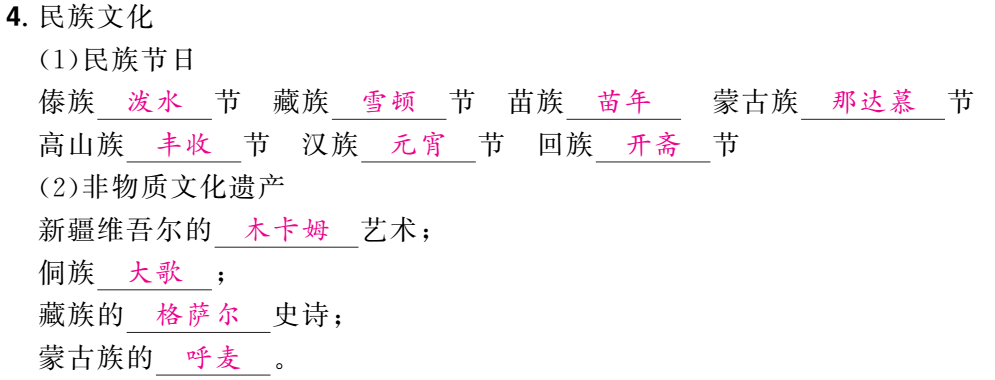 4. 民族文化
(1)民族节日
傣族 泼水 节 藏族 雪顿 节 苗族 苗年 蒙古族 那达慕 节
高山族 丰收 节 汉族 元宵 节 回族 开斋 节
(2)非物质文化遗产
新疆维吾尔的 木卡姆 艺术；
侗族 大歌 ；
藏族的 格萨尔 史诗；
蒙古族的 呼麦 。